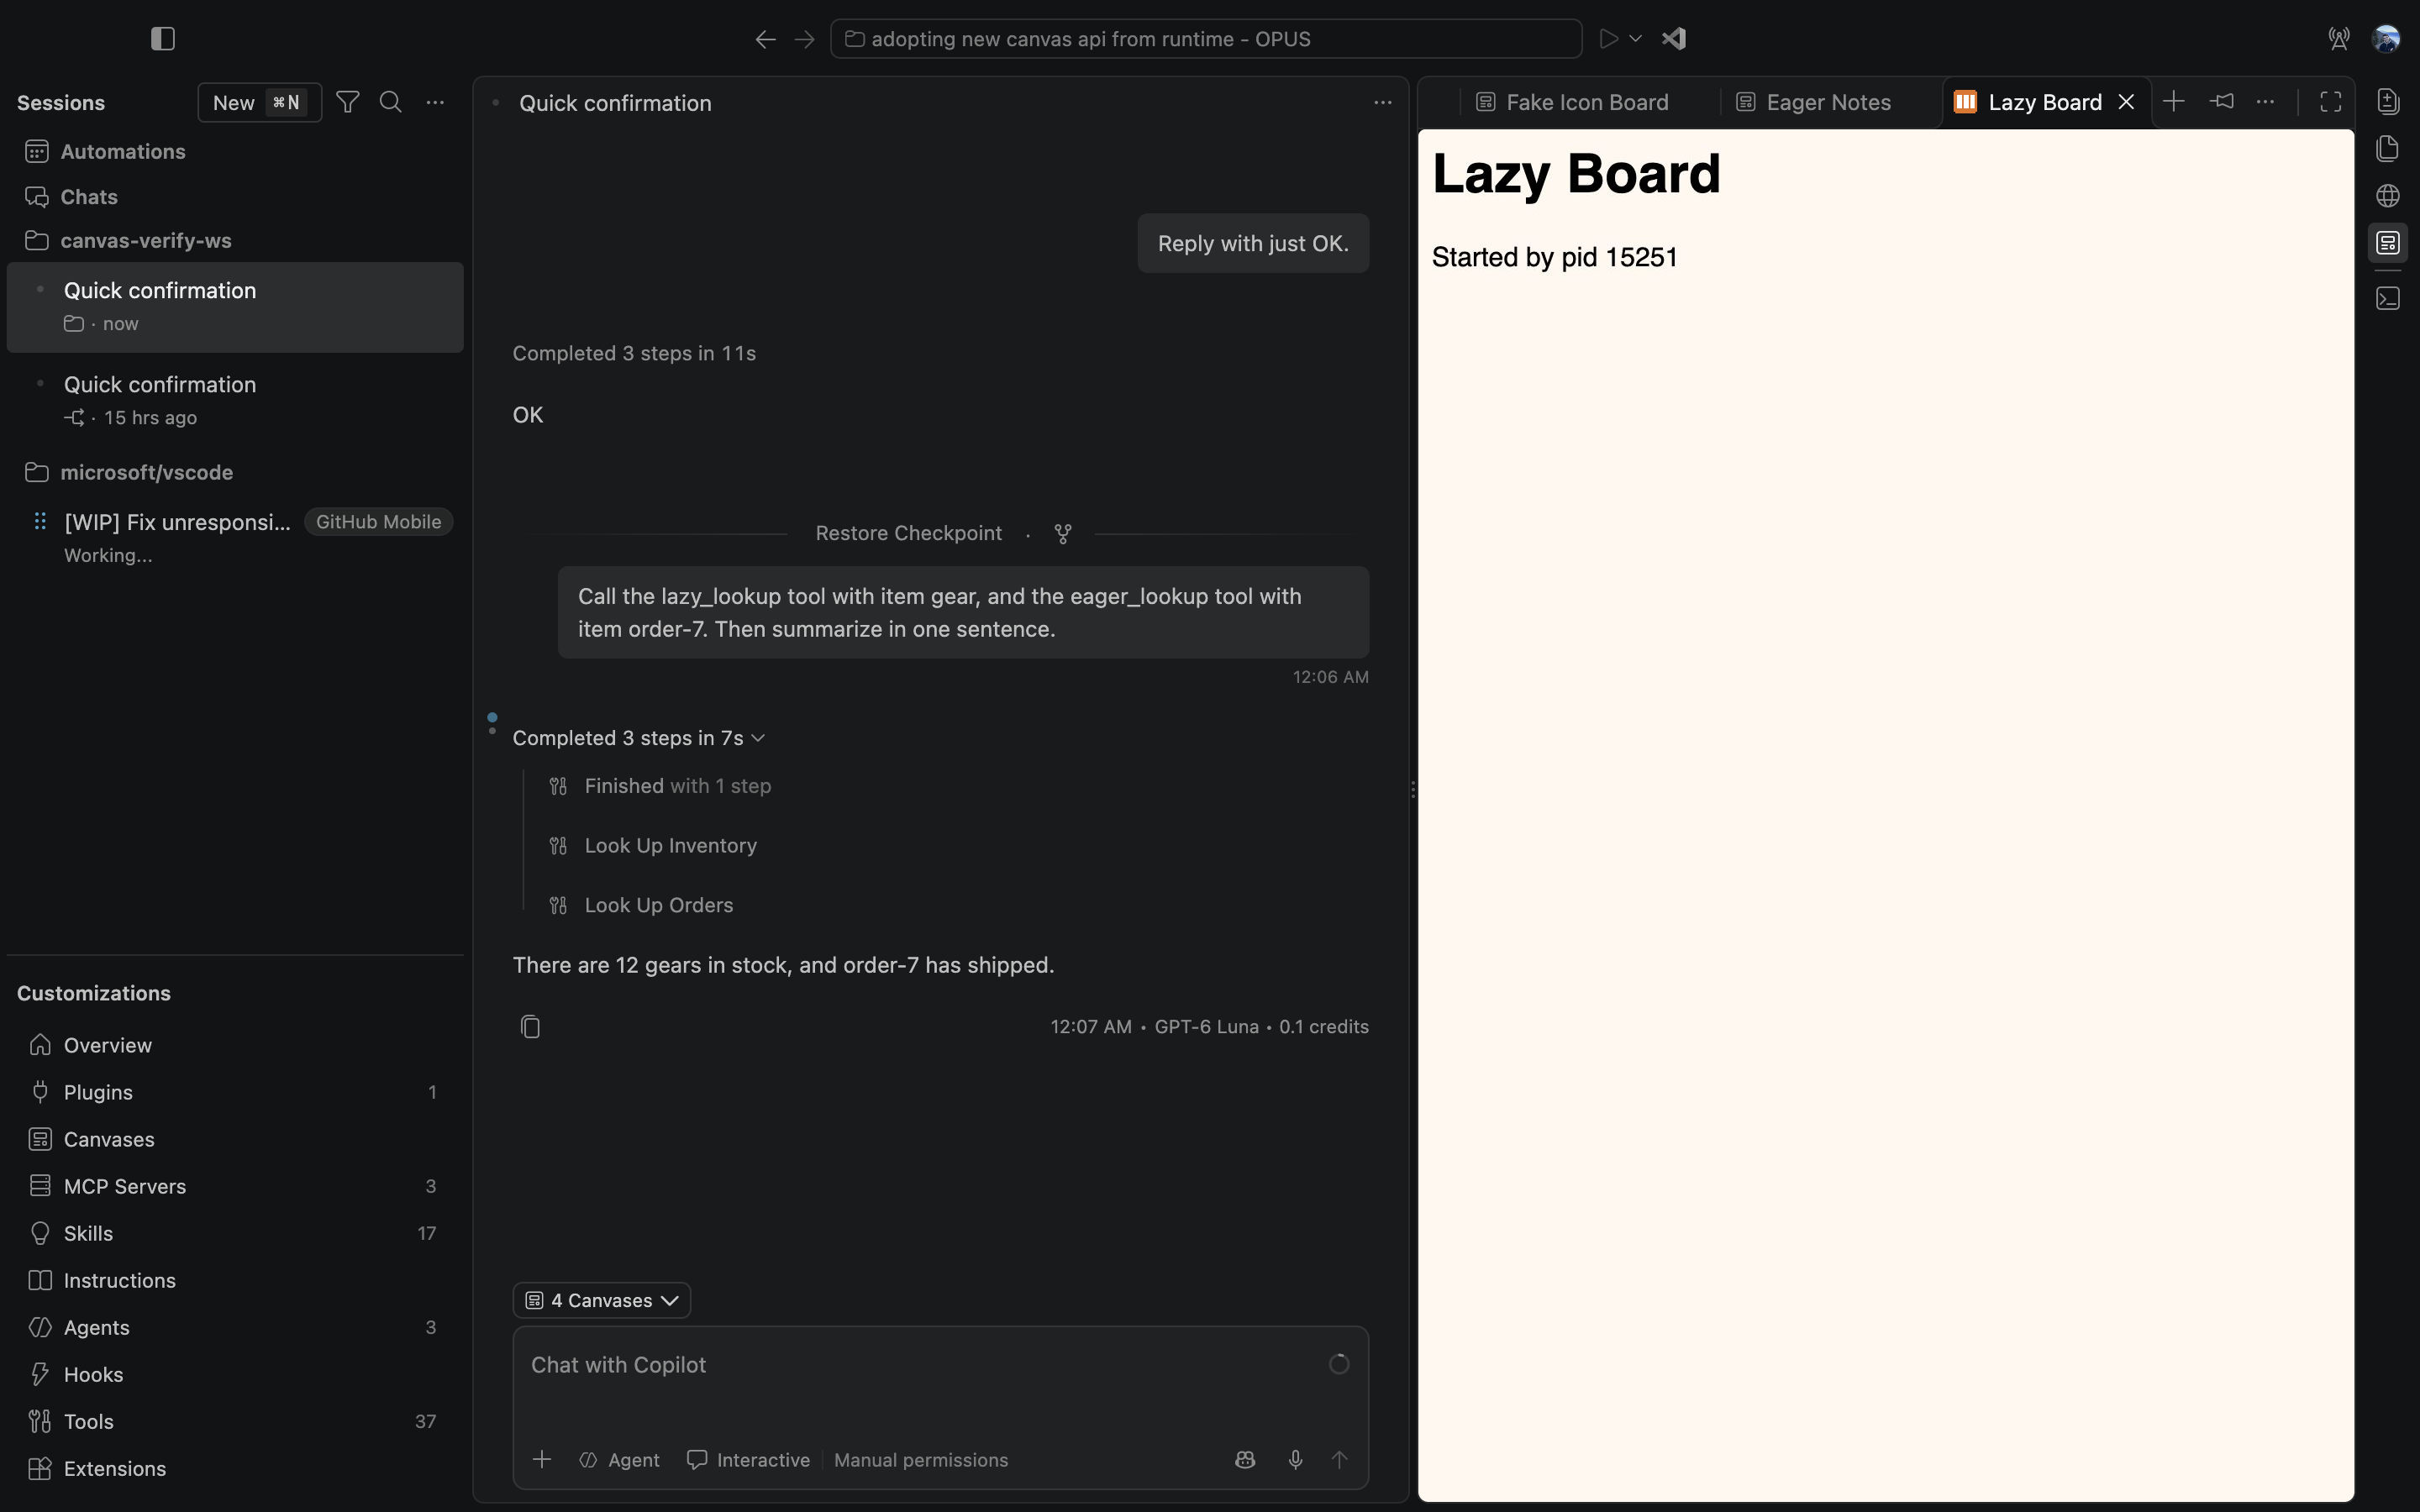 adopting new canvas api from runtime - OPUS
Sessions
New ⌘N
Automations
Chats
canvas-verify-ws
Quick confirmation
· now
Quick confirmation
· 15 hrs ago
microsoft/vscode
[WIP] Fix unresponsi... GitHub Mobile
Working...
Customizations
Overview
Plugins 1
Canvases
MCP Servers 3
Skills 17
Instructions
Agents 3
Hooks
Tools 37
Extensions
Quick confirmation
Reply with just OK.
Completed 3 steps in 11s
OK
Restore Checkpoint ·
Call the lazy_lookup tool with item gear, and the eager_lookup tool with
item order-7. Then summarize in one sentence.
12:06 AM
Completed 3 steps in 7s
Finished with 1 step
Look Up Inventory
Look Up Orders
There are 12 gears in stock, and order-7 has shipped.
12:07 AM • GPT-6 Luna • 0.1 credits
4 Canvases
Chat with Copilot
Agent Interactive Manual permissions
Fake Icon Board Eager Notes Lazy Board
Lazy Board
Started by pid 15251